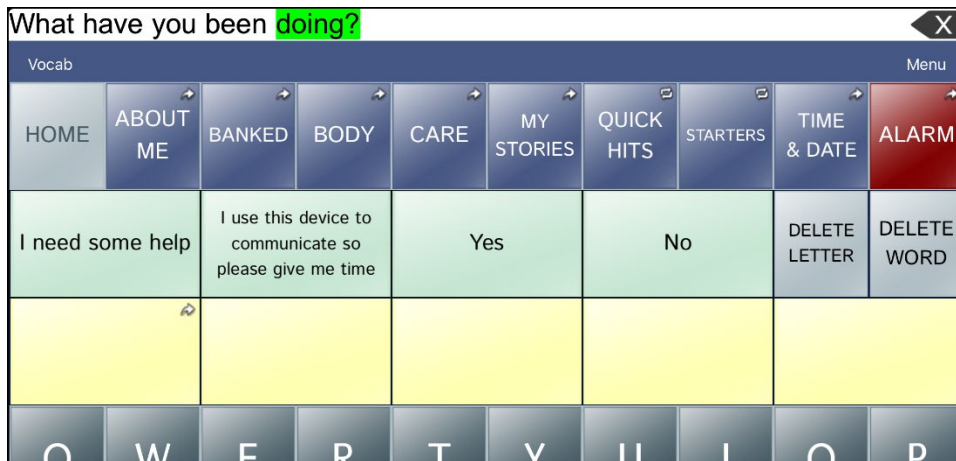 What have you been doing?
X
Vocab Menu
HOME ABOUT ME BANKED BODY CARE MY STORIES QUICK HITS STARTERS TIME & DATE ALARM
I need some help
I use this device to
communicate so
please give me time
Yes
No
DELETE
LETTER
DELETE
WORD
Q W E R T Y U I O P